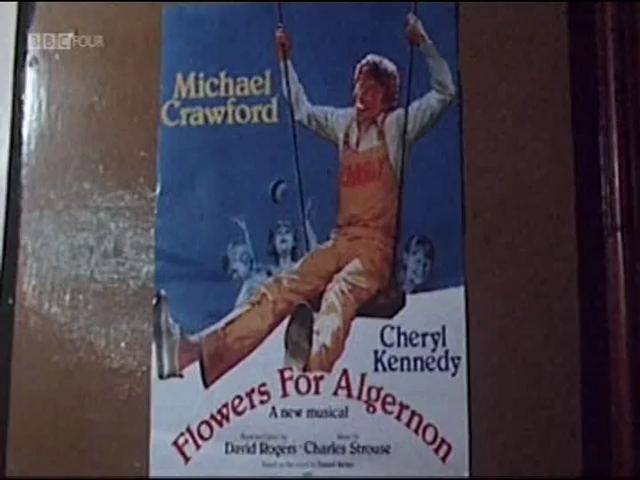 BBC FOUR
Michael
Crawford
Cheryl
Kennedy
Flowers For Algernon
A new musical
David Rogers Charles Strouse